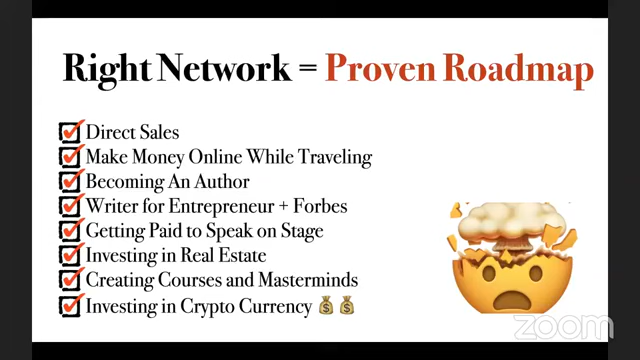 Right Network = Proven Roadmap
Direct Sales
Make Money Online While Traveling
Becoming An Author
Writer for Entrepreneur + Forbes
Getting Paid to Speak on Stage
Investing in Real Estate
Creating Courses and Masterminds
Investing in Crypto Currency 💰💰
zoom